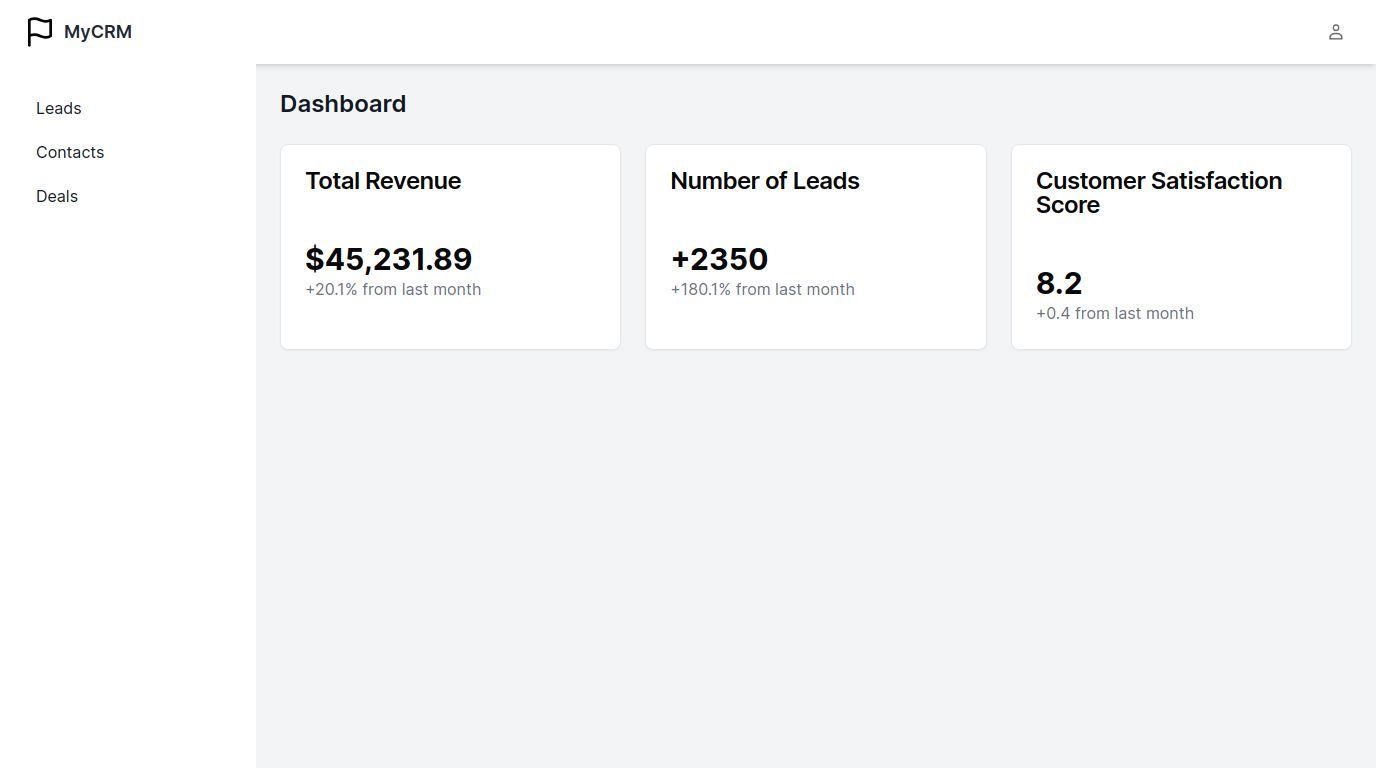 MyCRM
Leads
Contacts
Deals
Dashboard
Total Revenue
$45,231.89
+20.1% from last month
Number of Leads
+2350
+180.1% from last month
Customer Satisfaction
Score
8.2
+0.4 from last month